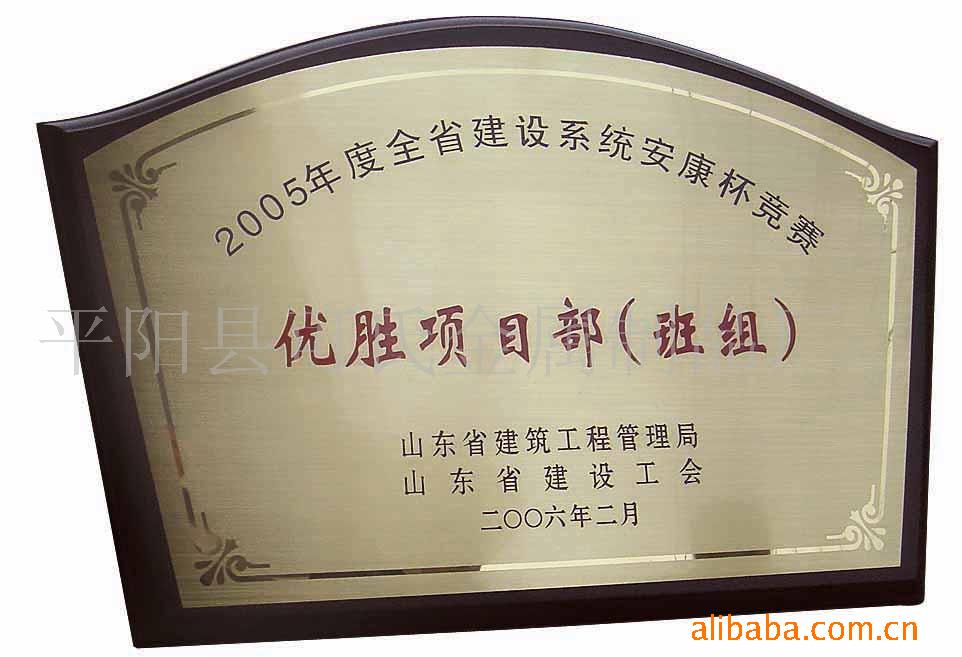 2005年度全省建设系统安康杯竞赛
优胜项目部(班组)
山东省建筑工程管理局
山东省建设工会
二〇〇六年二月
平阳县
alibaba.com.cn